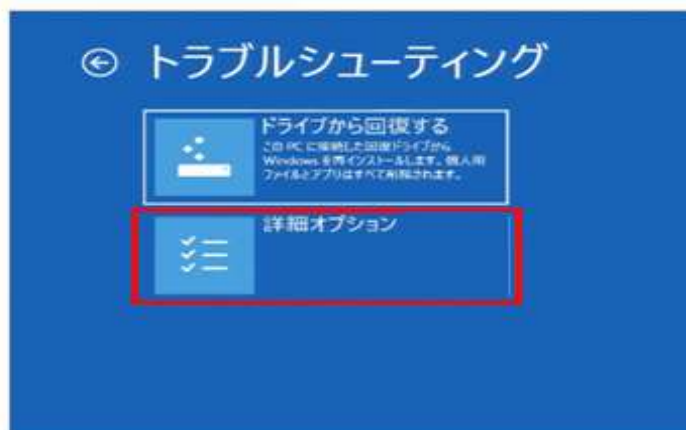 トラブルシューティング
ドライブから回復する
この PC に接続した回復ドライブから
Windows を再インストールします。個人用
ファイルとアプリはすべて削除されます。
詳細オプション